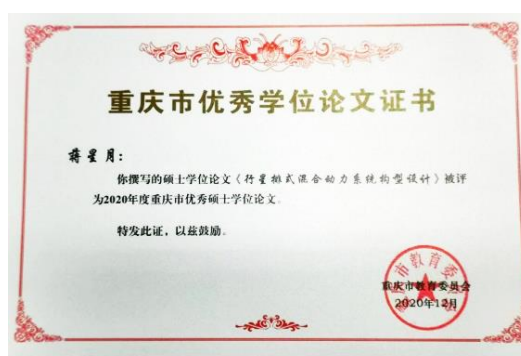 重庆市优秀学位论文证书
蒋星月：
你撰写的硕士学位论文《行星排式混合动力系统构型设计》被评
为2020年度重庆市优秀硕士学位论文。
特发此证，以兹鼓励。
重庆市教育委员会
2020年12月